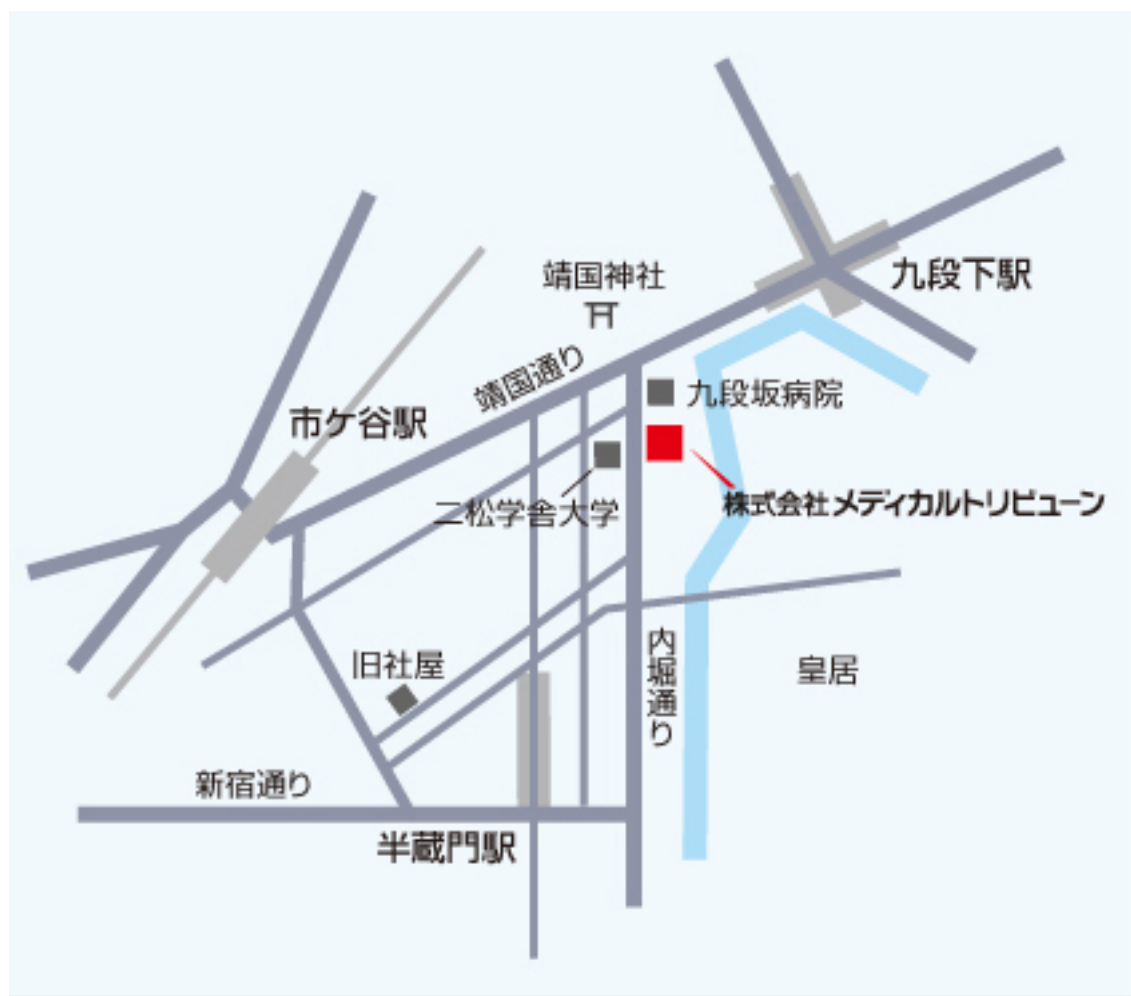 靖国神社
九段下駅
靖国通り
九段坂病院
市ケ谷駅
株式会社メディカルトリビューン
二松学舎大学
内堀通り
旧社屋
皇居
新宿通り
半蔵門駅